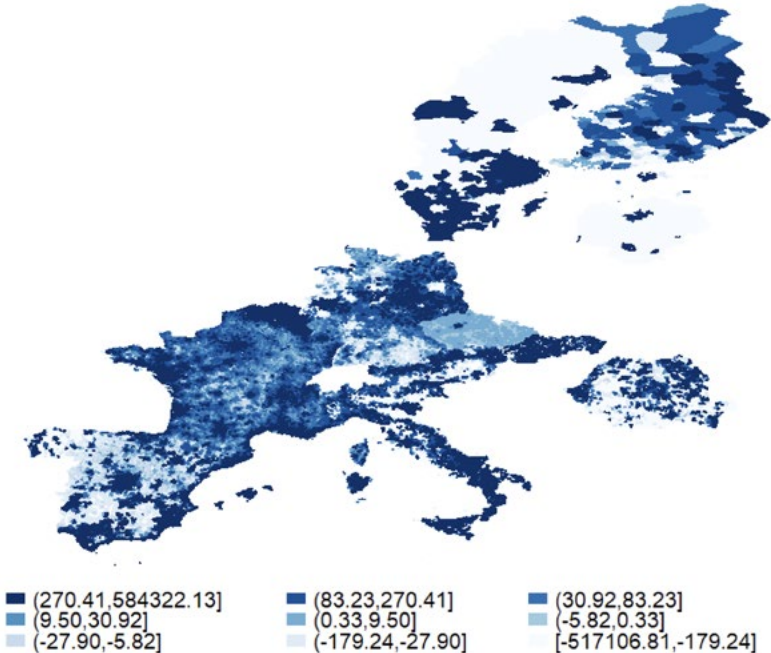 (270.41,584322.13] (83.23,270.41] (30.92,83.23]
(9.50,30.92] (0.33,9.50] (-5.82,0.33]
(-27.90,-5.82] (-179.24,-27.90] [-517106.81,-179.24]